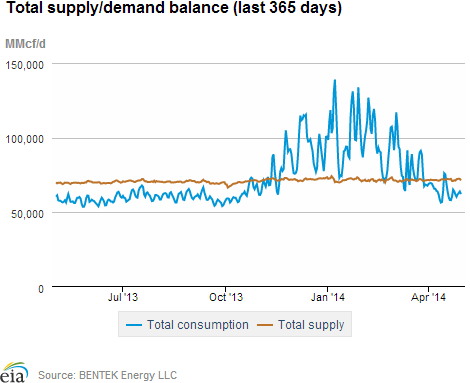 Total supply/demand balance (last 365 days)
MMcf/d
150,000
100,000
50,000
0
Jul '13 Oct '13 Jan '14 Apr '14
Total consumption Total supply
eia Source: BENTEK Energy LLC